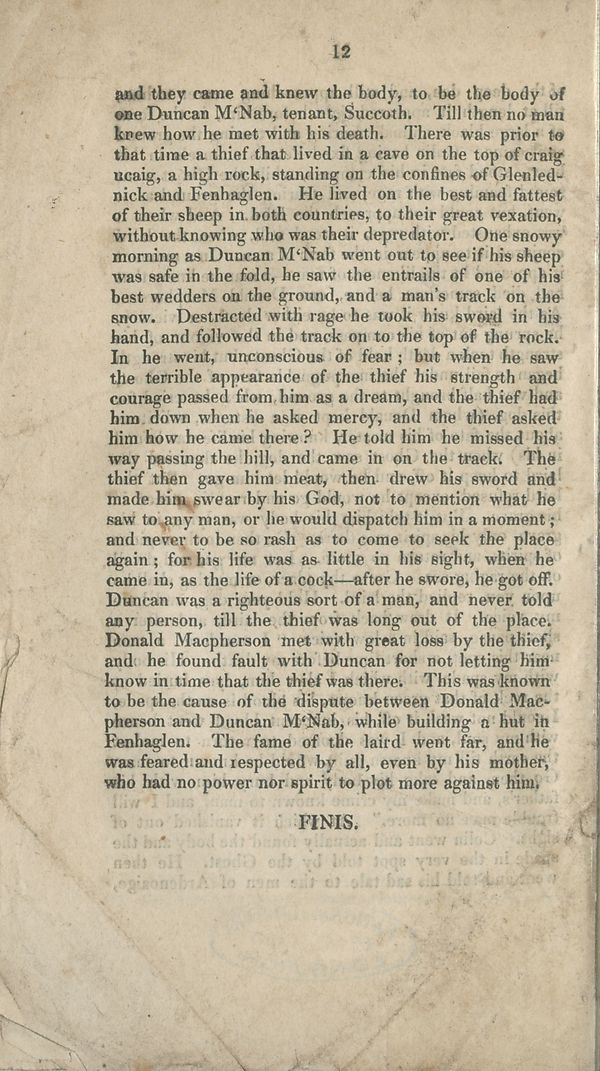 12
and they came and knew the body, to be the body of
one Duncan M‘Nab, tenant, Succoth. Till then no man
knew how he met with his death. There was prior to
that time a thief that lived in a cave on the top of craig
ucaig, a high rock, standing on the confines of Glenled-
nick and Fenhaglen. He lived on the best and fattest
of their sheep in both countries, to their great vexation,
without knowing who was their depredator. One snowy
morning as Duncan M‘Nab went out to see if his sheep
was safe in the fold, he saw the entrails of one of his
best wedders on the ground, and a man's track on the
snow. Destracted with rage he took his sword in his
hand, and followed the track on to the top of the rock.
In he went, unconscious of fear ; but when he saw
the terrible appearance of the thief his strength and
courage passed from him as a dream, and the thief had
him down when he asked mercy, and the thief asked
him how he came there ? He told him he missed his
way passing the hill, and came in on the track. The
thief then gave him meat, then drew his sword and
made him swear by his God, not to mention what he
saw to any man, or he would dispatch him in a moment ;
and never to be so rash as to come to seek the place
again ; for his life was as little in his sight, when he
came in, as the life of a cock—after he swore, he got off.
Duncan was a righteous sort of a man, and never told
any person, till the thief was long out of the place.
Donald Macpherson met with great loss by the thief,
and he found fault with Duncan for not letting him
know in time that the thief was there. This was known
to be the cause of the dispute between Donald Mac-
pherson and Duncan M‘Nab, while building a hut in
Fenhaglen. The fame of the laird went far, and he
was feared and respected by all, even by his mother,
who had no power nor spirit to plot more against him.
FINIS.